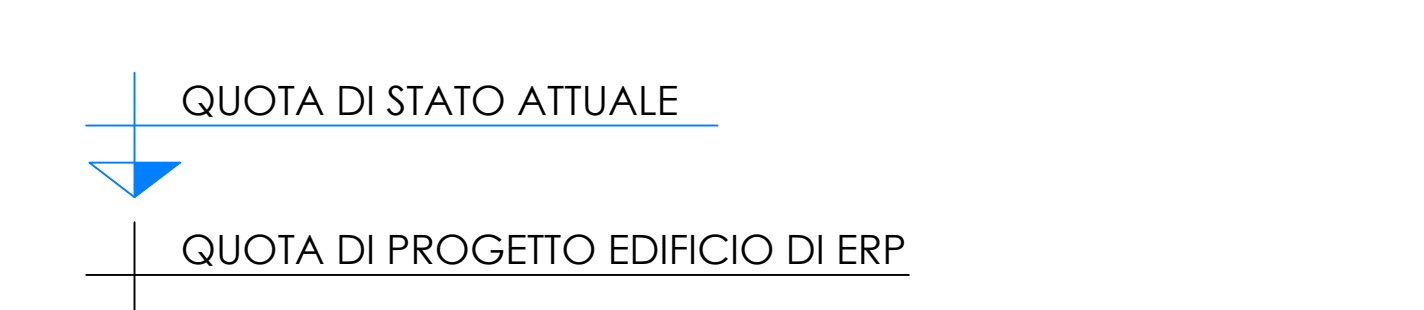 QUOTA DI STATO ATTUALE
QUOTA DI PROGETTO EDIFICIO DI ERP